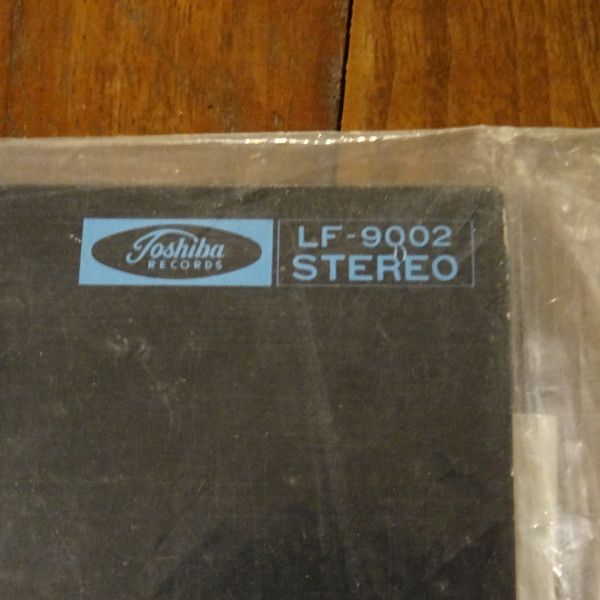 Toshiba
RECORDS
LF-9002
STEREO